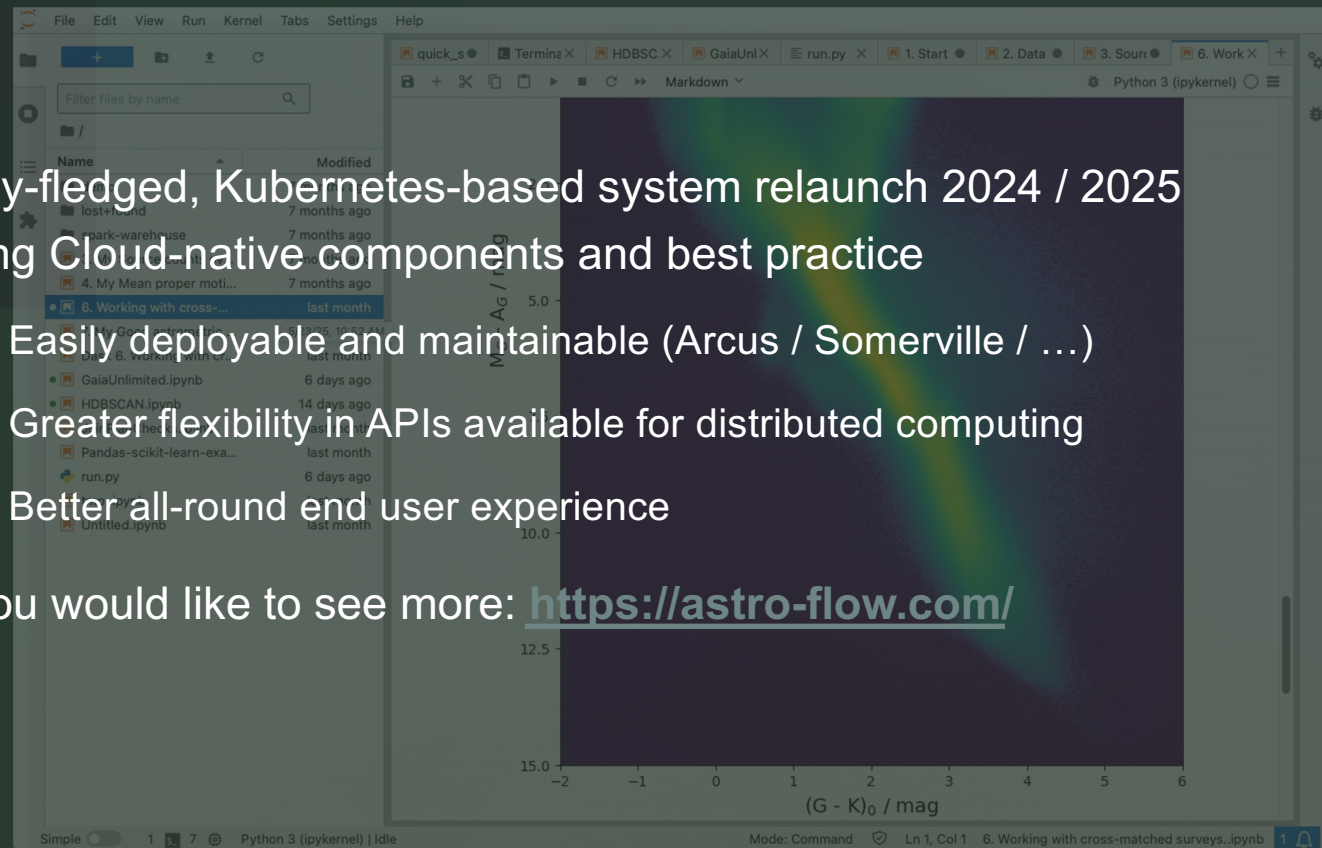 File Edit View Run Kernel Tabs Settings Help
quick_s Termina HDBSC GaiaUnl run.py 1. Start 2. Data 3. Sourc 6. Work
Markdown
Python 3 (ipykernel)
Filter files by name
/
Name Modified
y-fledged, Kubernetes-based system relaunch 2024 / 2025
lost+found 7 months ago
spark-warehouse 7 months ago
ng Cloud-native components and best practice
4. My Mean proper moti... 7 months ago
6. Working with cross-... last month
5.0
Easily deployable and maintainable (Arcus / Somerville / …)
last month
GaiaUnlimited.ipynb 6 days ago
HDBSCAN.ipynb 14 days ago
Greater flexibility in APIs available for distributed computing
Pandas-scikit-learn-exa... last month
run.py 6 days ago
Better all-round end user experience
Untitled.ipynb last month
10.0
ou would like to see more: https://astro-flow.com/
12.5
15.0
−2 −1 0 1 2 3 4 5 6
(G - K)₀ / mag
Simple 1 7 Python 3 (ipykernel) | Idle
Mode: Command Ln 1, Col 1 6. Working with cross-matched surveys..ipynb 1